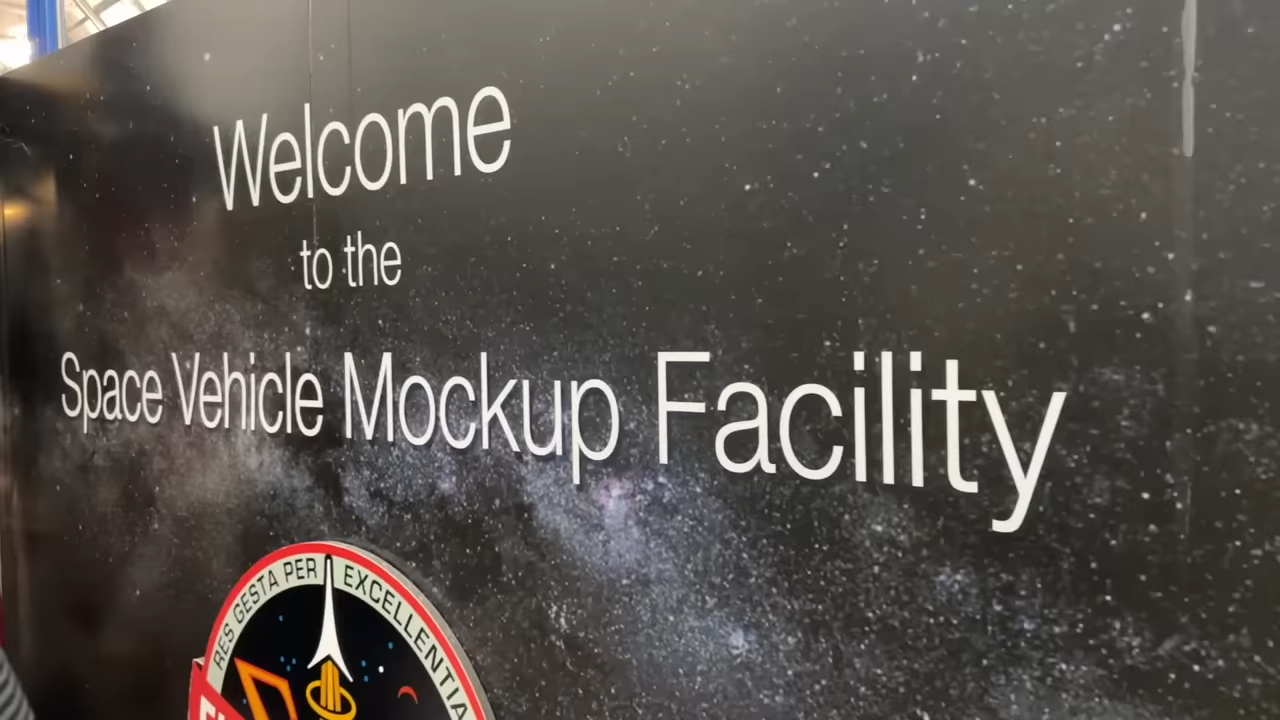 Welcome
to the
Space Vehicle Mockup Facility
RES GESTA PER EXCELLENTIA